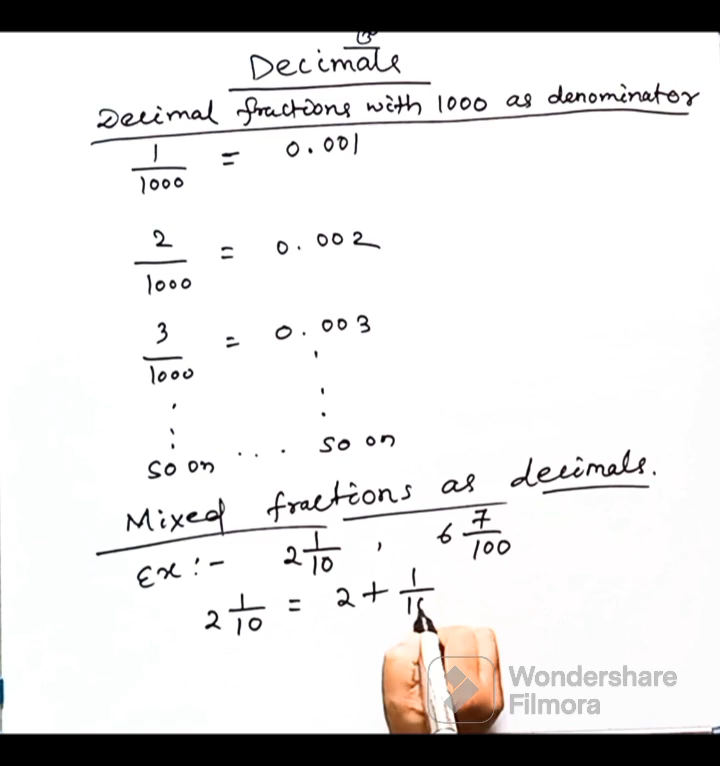 Decimals
Decimal fractions with 1000 as denominator
1/1000 = 0.001
2/1000 = 0.002
3/1000 = 0.003
so on .... so on
Mixed fractions as decimals.
Ex :- 2 1/10 , 6 7/100
2 1/10 = 2 + 1/1
Wondershare
Filmora